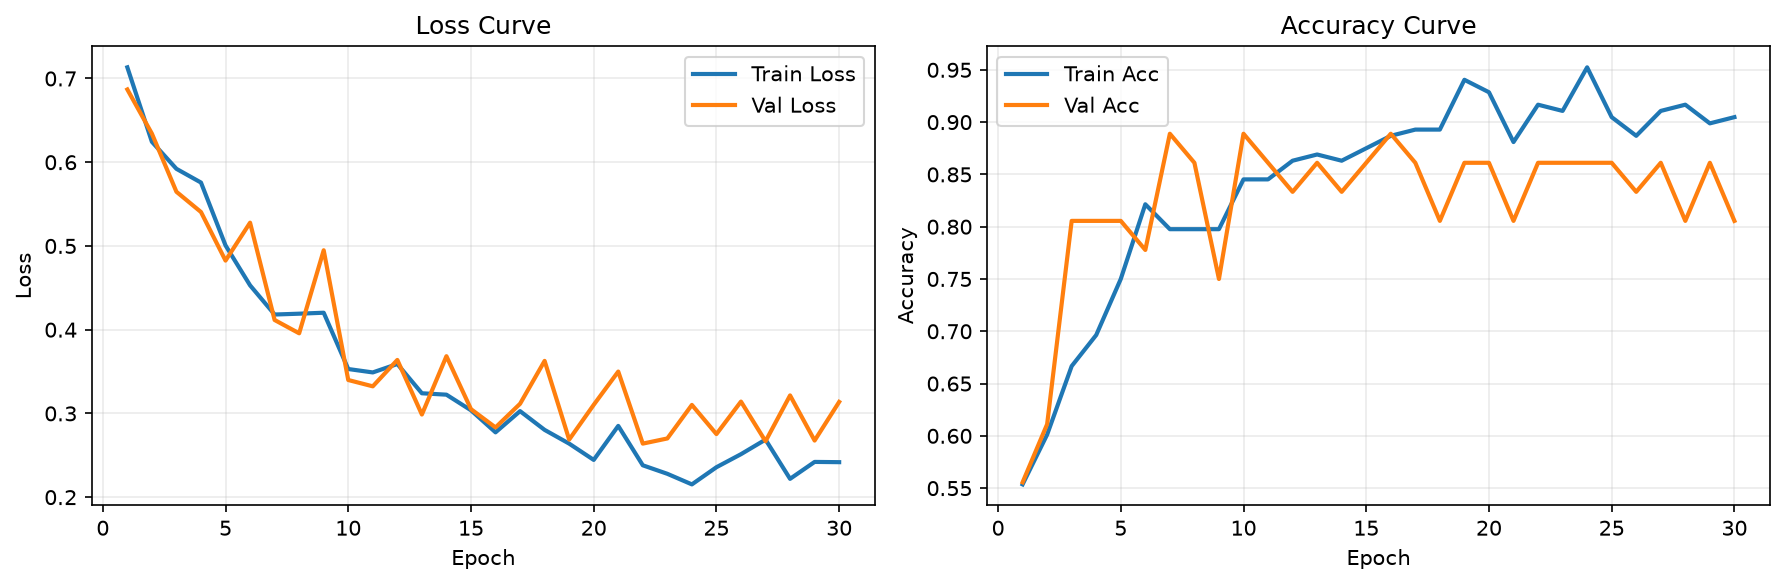 Loss Curve
Train Loss
Val Loss
0.7
0.6
0.5
0.4
0.3
0.2
Loss
0 5 10 15 20 25 30
Epoch
Accuracy Curve
Train Acc
Val Acc
0.95
0.90
0.85
0.80
0.75
0.70
0.65
0.60
0.55
Accuracy
0 5 10 15 20 25 30
Epoch